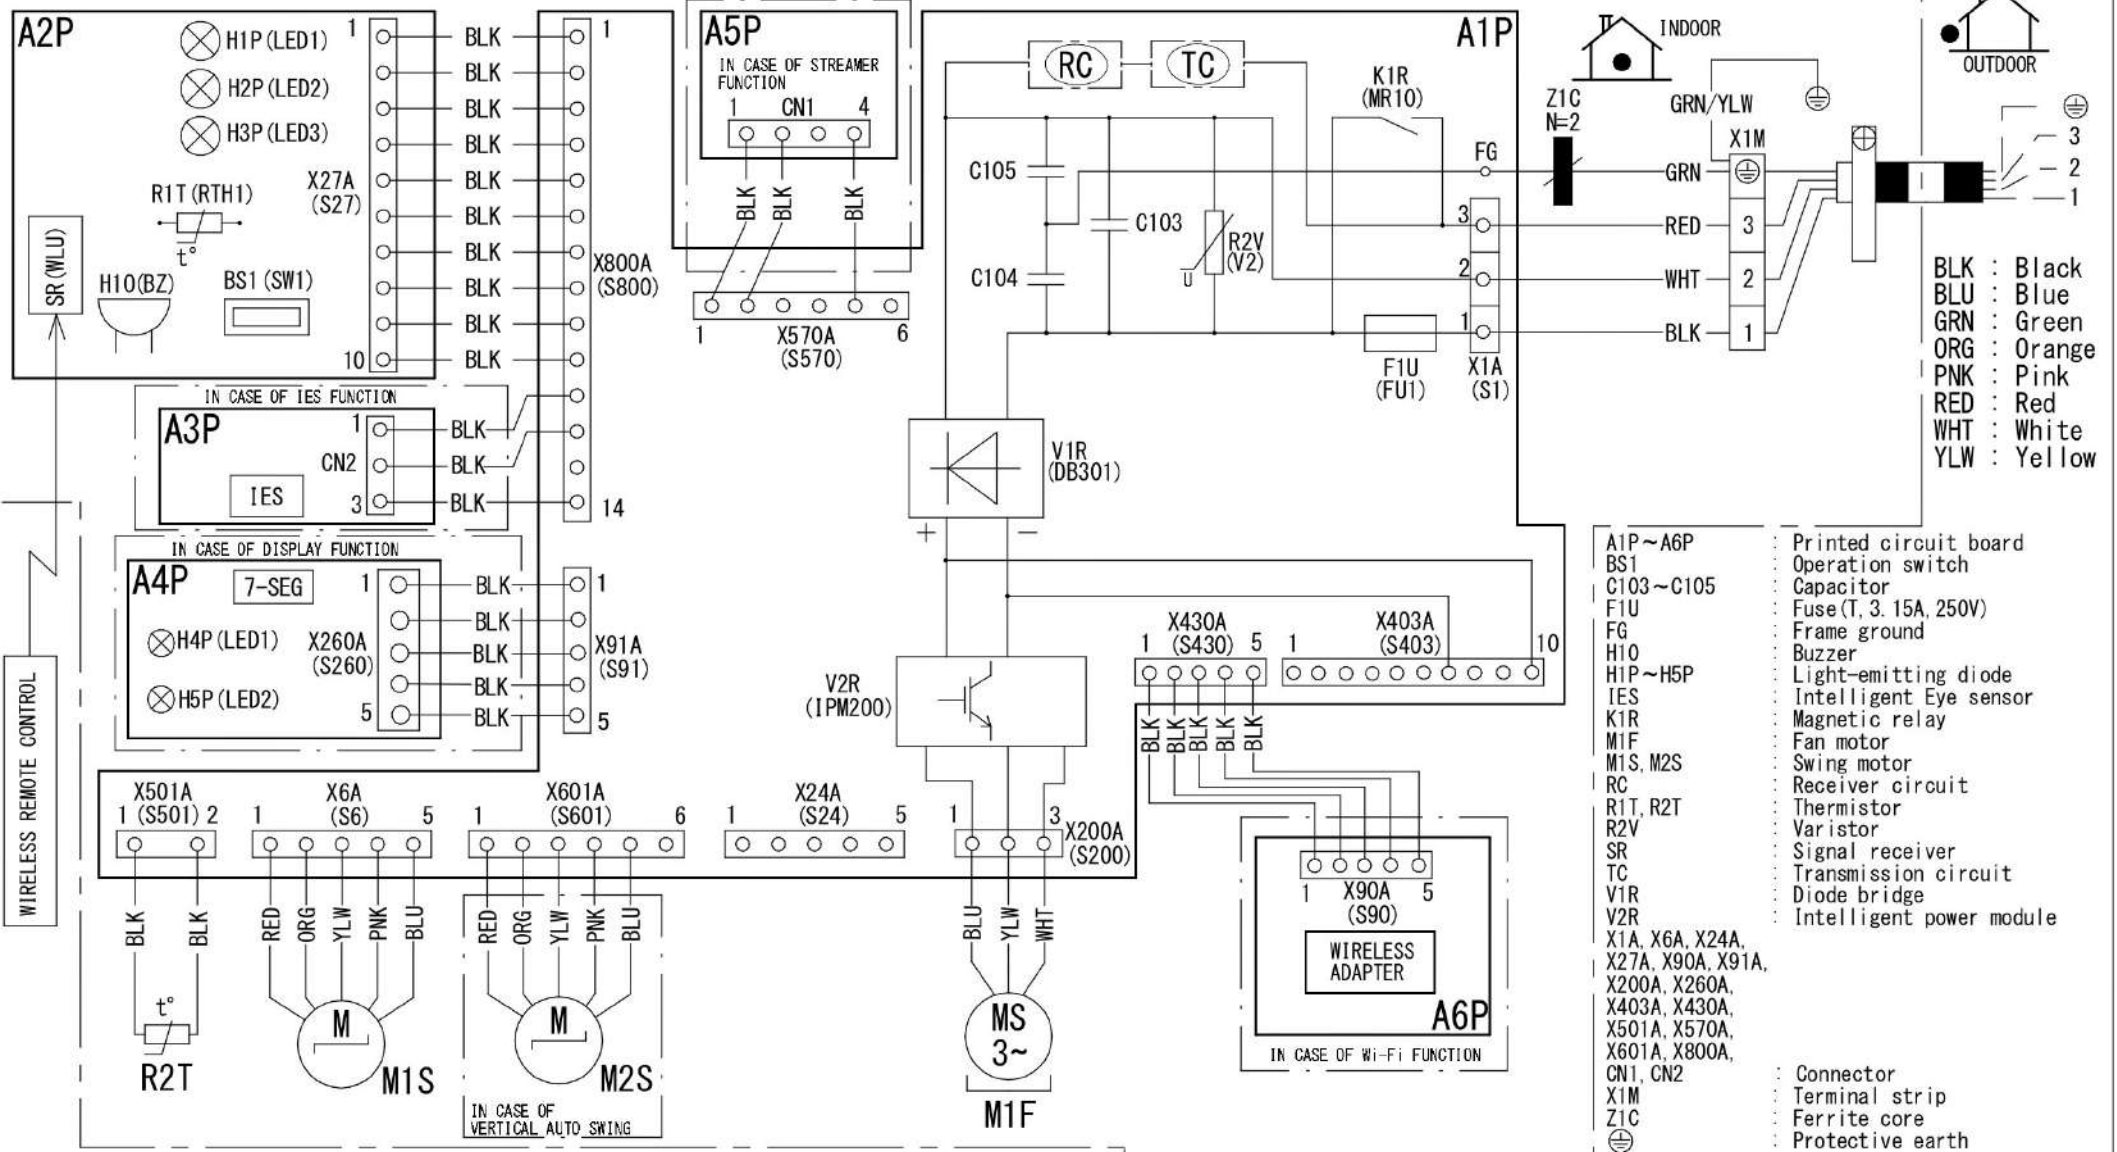 A2P
H1P(LED1)
H2P(LED2)
H3P(LED3)
R1T(RTH1)
t°
SR(WLU)
H10(BZ)
BS1(SW1)
X27A
(S27)
1
10
BLK
BLK
BLK
BLK
BLK
BLK
BLK
BLK
BLK
BLK
1
X800A
(S800)
14
IN CASE OF IES FUNCTION
A3P
IES
CN2
1
3
BLK
BLK
BLK
IN CASE OF DISPLAY FUNCTION
A4P
7-SEG
H4P(LED1)
H5P(LED2)
X260A
(S260)
1
5
BLK
BLK
BLK
BLK
BLK
1
X91A
(S91)
5
WIRELESS REMOTE CONTROL
A5P
IN CASE OF STREAMER
FUNCTION
1 CN1 4
BLK
BLK
BLK
1 X570A 6
(S570)
A1P
RC
TC
K1R
(MR10)
C105
C103
C104
R2V
(V2)
U
FG
3
2
1
F1U
(FU1)
X1A
(S1)
Z1C
N=2
INDOOR
OUTDOOR
GRN/YLW
X1M
GRN
RED
WHT
BLK
3
2
1
3
2
1
V1R
(DB301)
+ −
V2R
(IPM200)
X430A
1 (S430) 5
X403A
1 (S403) 10
BLK
BLK
BLK
BLK
BLK
X501A
1 (S501) 2
X6A
1 (S6) 5
X601A
1 (S601) 6
X24A
1 (S24) 5
1 3
X200A
(S200)
BLK
BLK
RED
ORG
YLW
PNK
BLU
RED
ORG
YLW
PNK
BLU
BLU
YLW
WHT
t°
R2T
M
M1S
M
M2S
IN CASE OF
VERTICAL AUTO SWING
MS
3~
M1F
1 X90A 5
(S90)
WIRELESS
ADAPTER
A6P
IN CASE OF Wi-Fi FUNCTION
BLK : Black
BLU : Blue
GRN : Green
ORG : Orange
PNK : Pink
RED : Red
WHT : White
YLW : Yellow
A1P~A6P : Printed circuit board
BS1 : Operation switch
C103~C105 : Capacitor
F1U : Fuse(T, 3.15A, 250V)
FG : Frame ground
H10 : Buzzer
H1P~H5P : Light-emitting diode
IES : Intelligent Eye sensor
K1R : Magnetic relay
M1F : Fan motor
M1S, M2S : Swing motor
RC : Receiver circuit
R1T, R2T : Thermistor
R2V : Varistor
SR : Signal receiver
TC : Transmission circuit
V1R : Diode bridge
V2R : Intelligent power module
X1A, X6A, X24A,
X27A, X90A, X91A,
X200A, X260A,
X403A, X430A,
X501A, X570A,
X601A, X800A,
CN1, CN2 : Connector
X1M : Terminal strip
Z1C : Ferrite core
: Protective earth